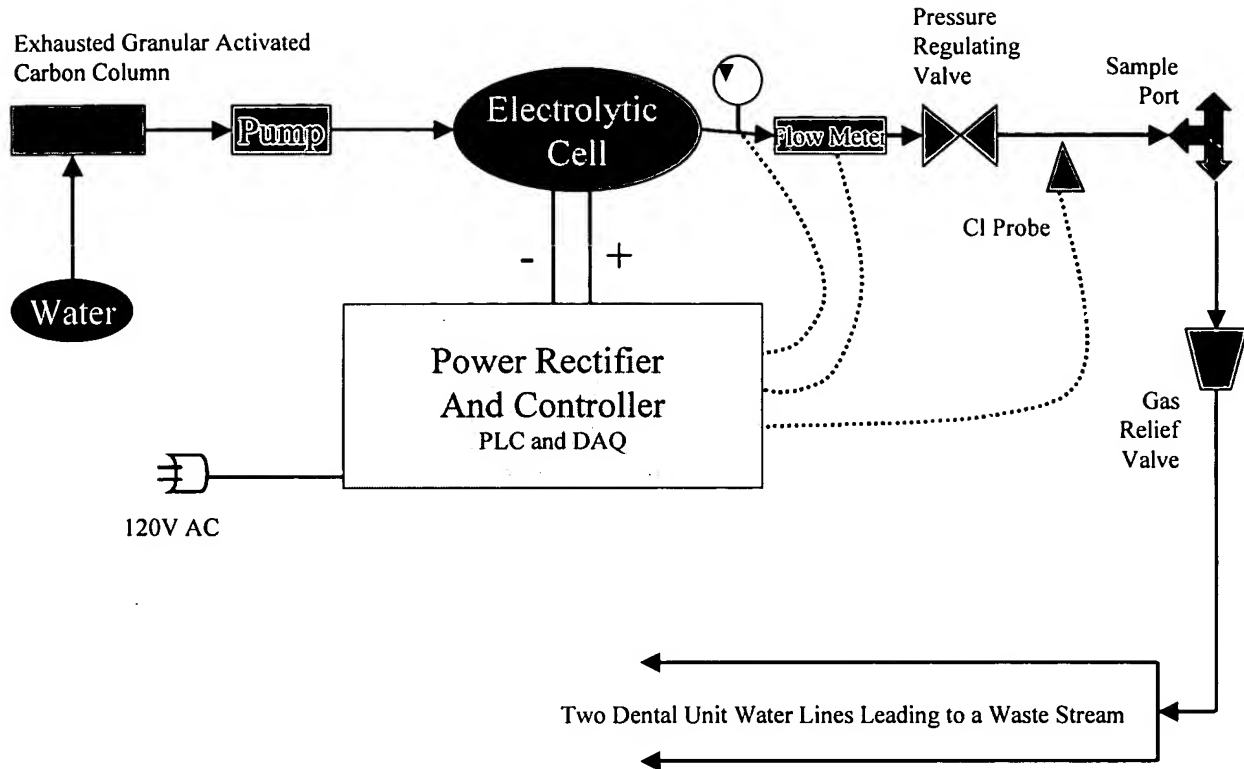 Exhausted Granular Activated
Carbon Column
Pump
Electrolytic
Cell
Flow Meter
Pressure
Regulating
Valve
Sample
Port
Cl Probe
Water
-
+
Power Rectifier
And Controller
PLC and DAQ
Gas
Relief
Valve
120V AC
Two Dental Unit Water Lines Leading to a Waste Stream